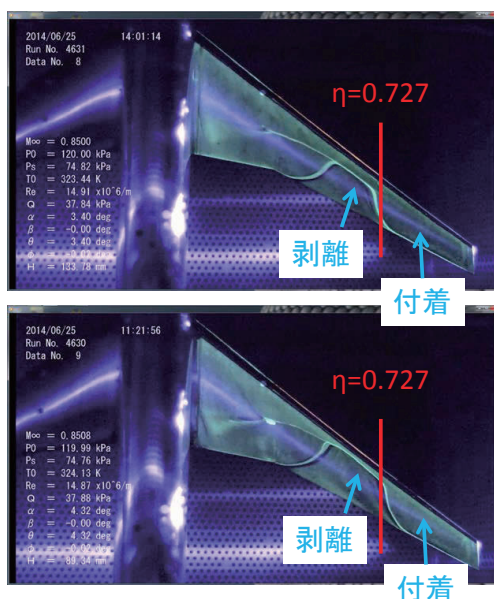 2014/06/25 14:01:14
Run No. 4631
Data No. 8
M∞ = 0.8500
P0 = 120.00 kPa
Ps = 74.82 kPa
T0 = 323.44 K
Re = 14.91 x10^6/m
Q = 37.84 kPa
α = 3.40 deg
β = -0.00 deg
θ = 3.40 deg
H = 133.78 mm
η=0.727
剥離
付着
2014/06/25 11:21:56
Run No. 4630
Data No. 9
M∞ = 0.8508
P0 = 119.99 kPa
Ps = 74.76 kPa
T0 = 324.13 K
Re = 14.87 x10^6/m
Q = 37.88 kPa
α = 4.32 deg
β = -0.00 deg
θ = 4.32 deg
H = 89.34 mm
η=0.727
剥離
付着